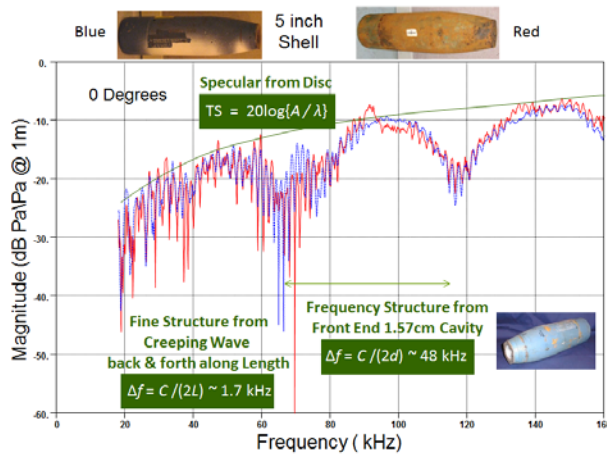 Blue
5 inch
Shell
Red
0 Degrees
Specular from Disc
TS = 20log{A / λ}
Magnitude (dB Pa\Pa @ 1m)
0.
-10.
-20.
-30.
-40.
-50.
-60.
Fine Structure from
Creeping Wave
back & forth along Length
Δf = C /(2L) ~ 1.7 kHz
Frequency Structure from
Front End 1.57cm Cavity
Δf = C /(2d) ~ 48 kHz
0 20 40 60 80 100 120 140 160
Frequency ( kHz)